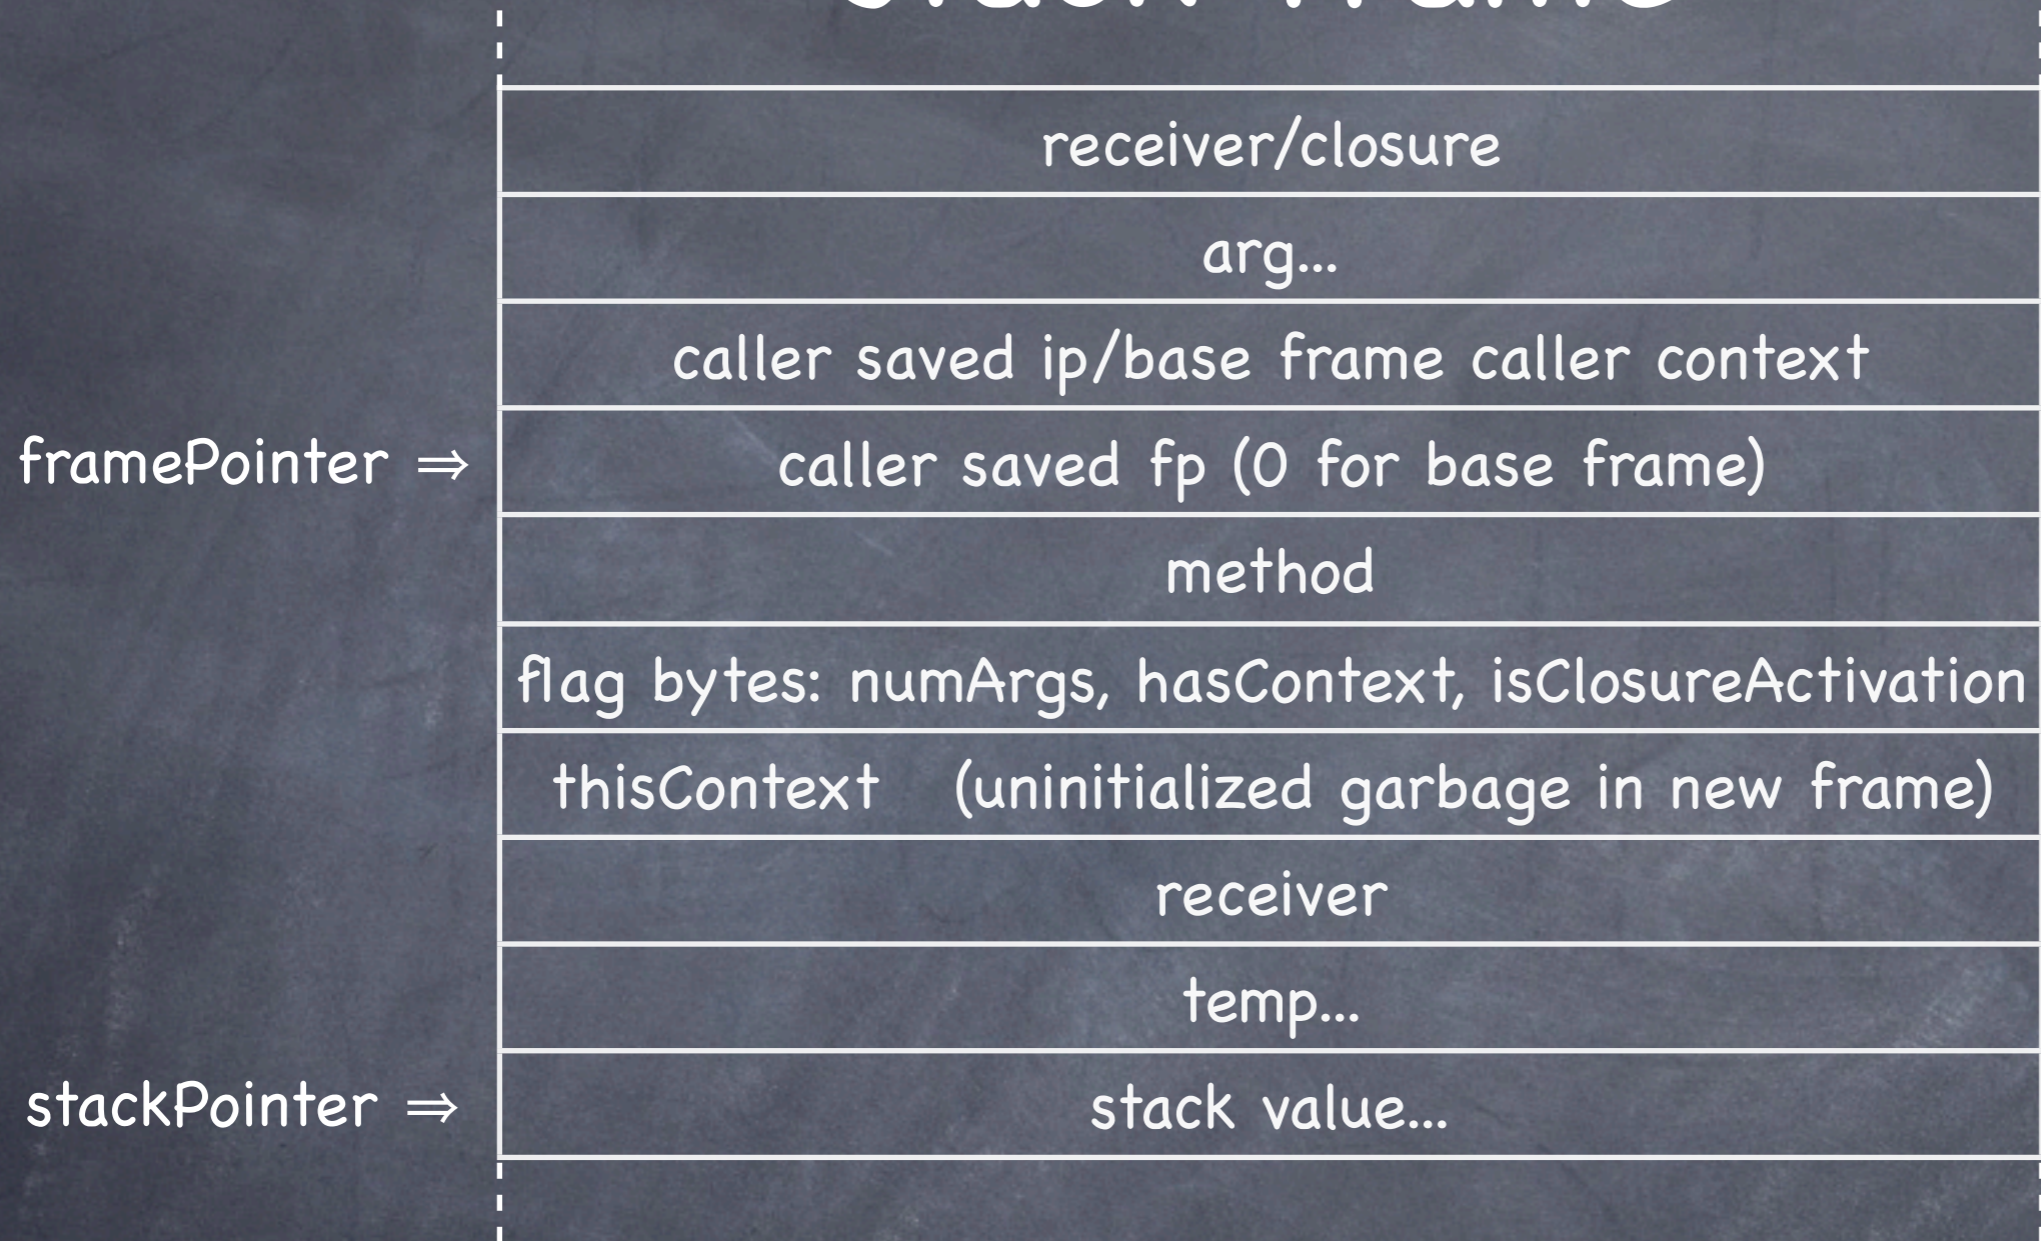 receiver/closure
arg...
caller saved ip/base frame caller context
framePointer ⇒ caller saved fp (0 for base frame)
method
flag bytes: numArgs, hasContext, isClosureActivation
thisContext (uninitialized garbage in new frame)
receiver
temp...
stackPointer ⇒ stack value...